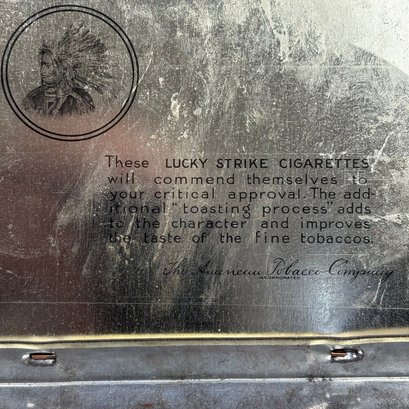 These LUCKY STRIKE CIGARETTES
will commend themselves to
your critical approval. The add-
itional "toasting process" adds
to the character and improves
the taste of the fine tobaccos.
The American Tobacco Company
INCORPORATED